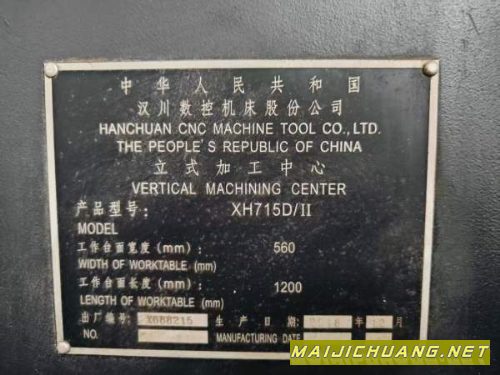 中华人民共和国
汉川数控机床股份公司
HANCHUAN CNC MACHINE TOOL CO.,LTD.
THE PEOPLE'S REPUBLIC OF CHINA
立式加工中心
VERTICAL MACHINING CENTER
产品型号: XH715D/II
MODEL
工作台面宽度(mm): 560
WIDTH OF WORKTABLE (mm)
工作台面长度(mm): 1200
LENGTH OF WORKTABLE (mm)
出厂编号: 生产日期: 年 月
NO. MANUFACTURING DATE
MAIJICHUANG.NET